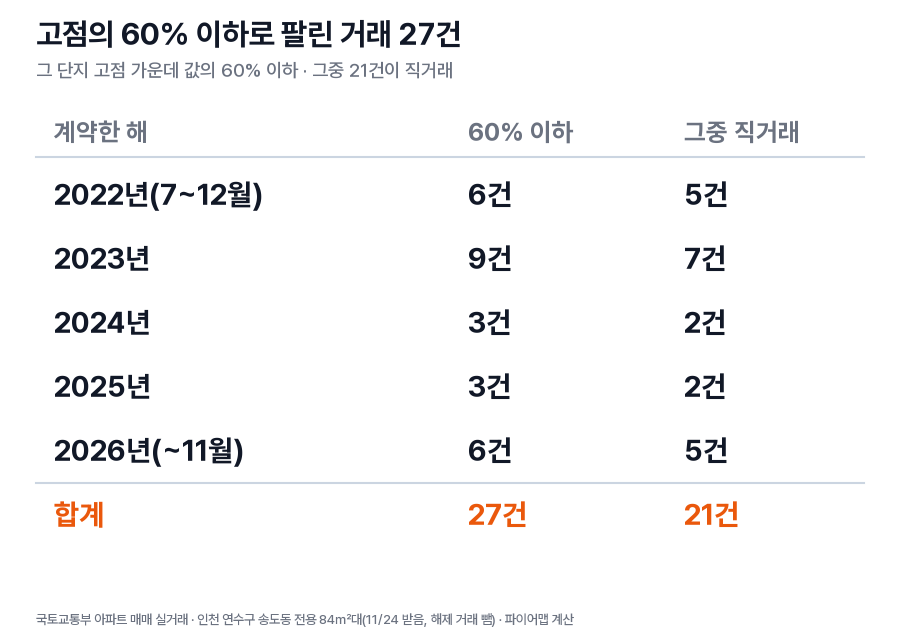 고점의 60% 이하로 팔린 거래 27건
그 단지 고점 가운데 값의 60% 이하 · 그중 21건이 직거래
계약한 해 60% 이하 그중 직거래
2022년(7~12월) 6건 5건
2023년 9건 7건
2024년 3건 2건
2025년 3건 2건
2026년(~11월) 6건 5건
합계 27건 21건
국토교통부 아파트 매매 실거래 · 인천 연수구 송도동 전용 84m²대(11/24 받음, 해제 거래 뺌) · 파이어맵 계산